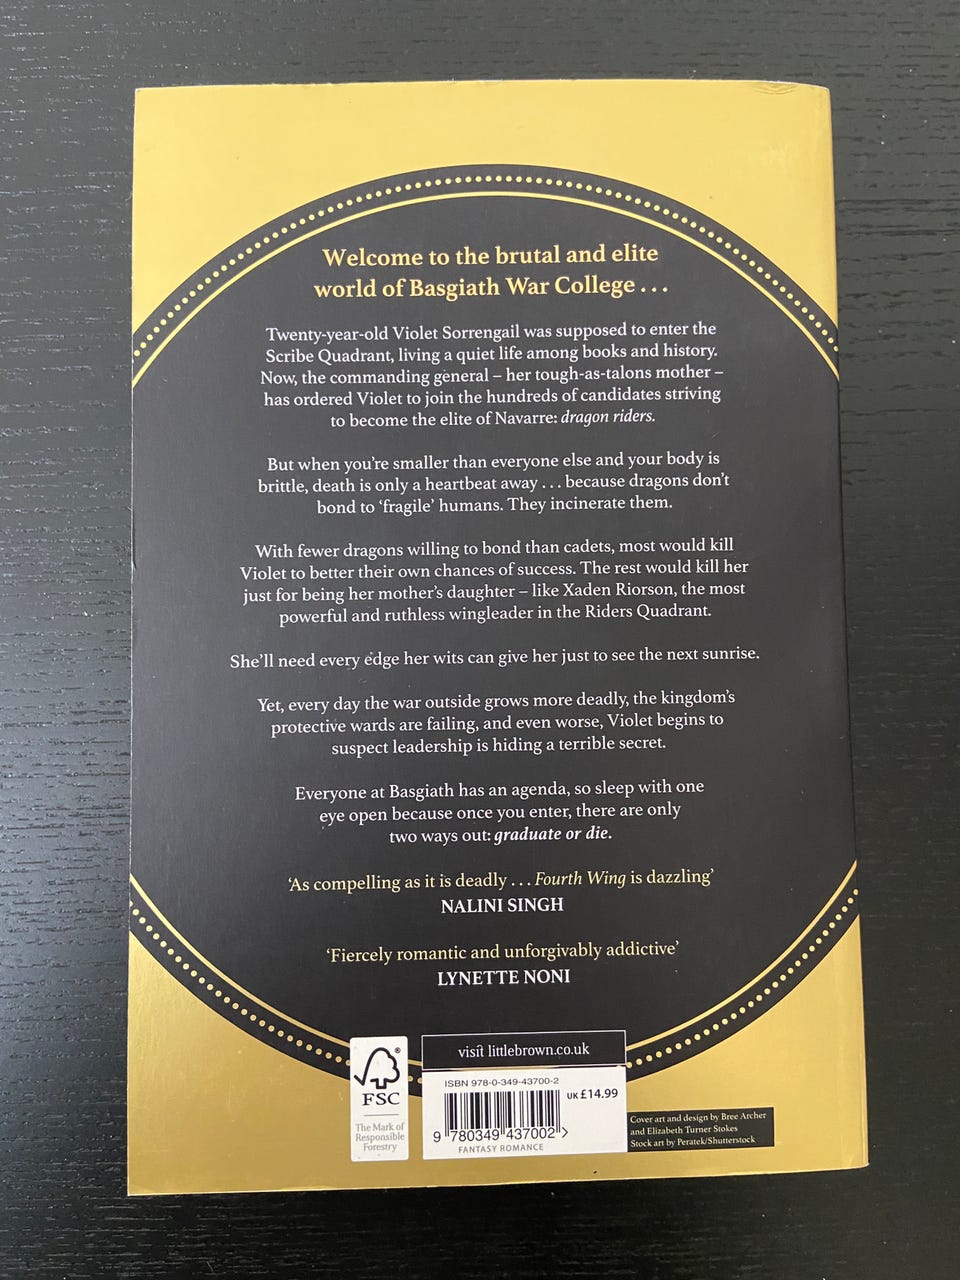 Welcome to the brutal and elite
world of Basgiath War College . . .
Twenty-year-old Violet Sorrengail was supposed to enter the
Scribe Quadrant, living a quiet life among books and history.
Now, the commanding general – her tough-as-talons mother –
has ordered Violet to join the hundreds of candidates striving
to become the elite of Navarre: dragon riders.
But when you're smaller than everyone else and your body is
brittle, death is only a heartbeat away . . . because dragons don't
bond to 'fragile' humans. They incinerate them.
With fewer dragons willing to bond than cadets, most would kill
Violet to better their own chances of success. The rest would kill her
just for being her mother's daughter – like Xaden Riorson, the most
powerful and ruthless wingleader in the Riders Quadrant.
She'll need every edge her wits can give her just to see the next sunrise.
Yet, every day the war outside grows more deadly, the kingdom's
protective wards are failing, and even worse, Violet begins to
suspect leadership is hiding a terrible secret.
Everyone at Basgiath has an agenda, so sleep with one
eye open because once you enter, there are only
two ways out: graduate or die.
'As compelling as it is deadly . . . Fourth Wing is dazzling'
NALINI SINGH
'Fiercely romantic and unforgivably addictive'
LYNETTE NONI
®
FSC
The Mark of
Responsible
Forestry
visit littlebrown.co.uk
ISBN 978-0-349-43700-2
UK £14.99
9 780349 437002 >
FANTASY ROMANCE
Cover art and design by Bree Archer
and Elizabeth Turner Stokes
Stock art by Peratek/Shutterstock